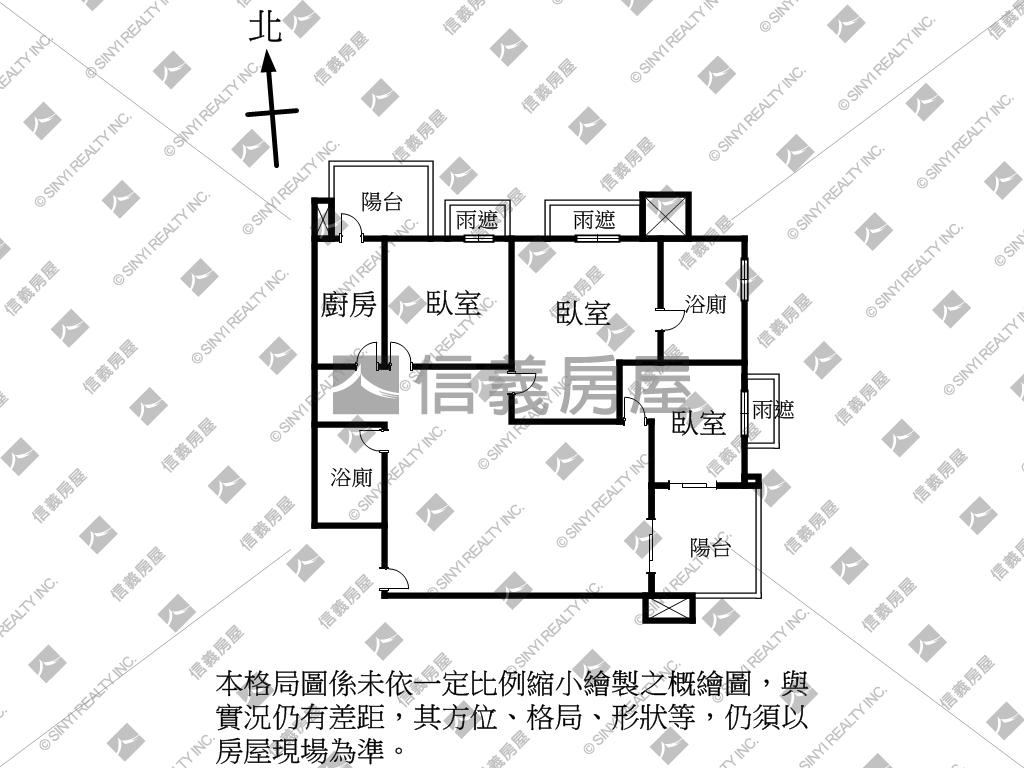 北
陽台
雨遮
雨遮
廚房
臥室
臥室
浴廁
信義房屋
臥室
雨遮
浴廁
陽台
本格局圖係未依一定比例縮小繪製之概繪圖，與
實況仍有差距，其方位、格局、形狀等，仍須以
房屋現場為準。
©SINYI REALTY INC.
信義房屋